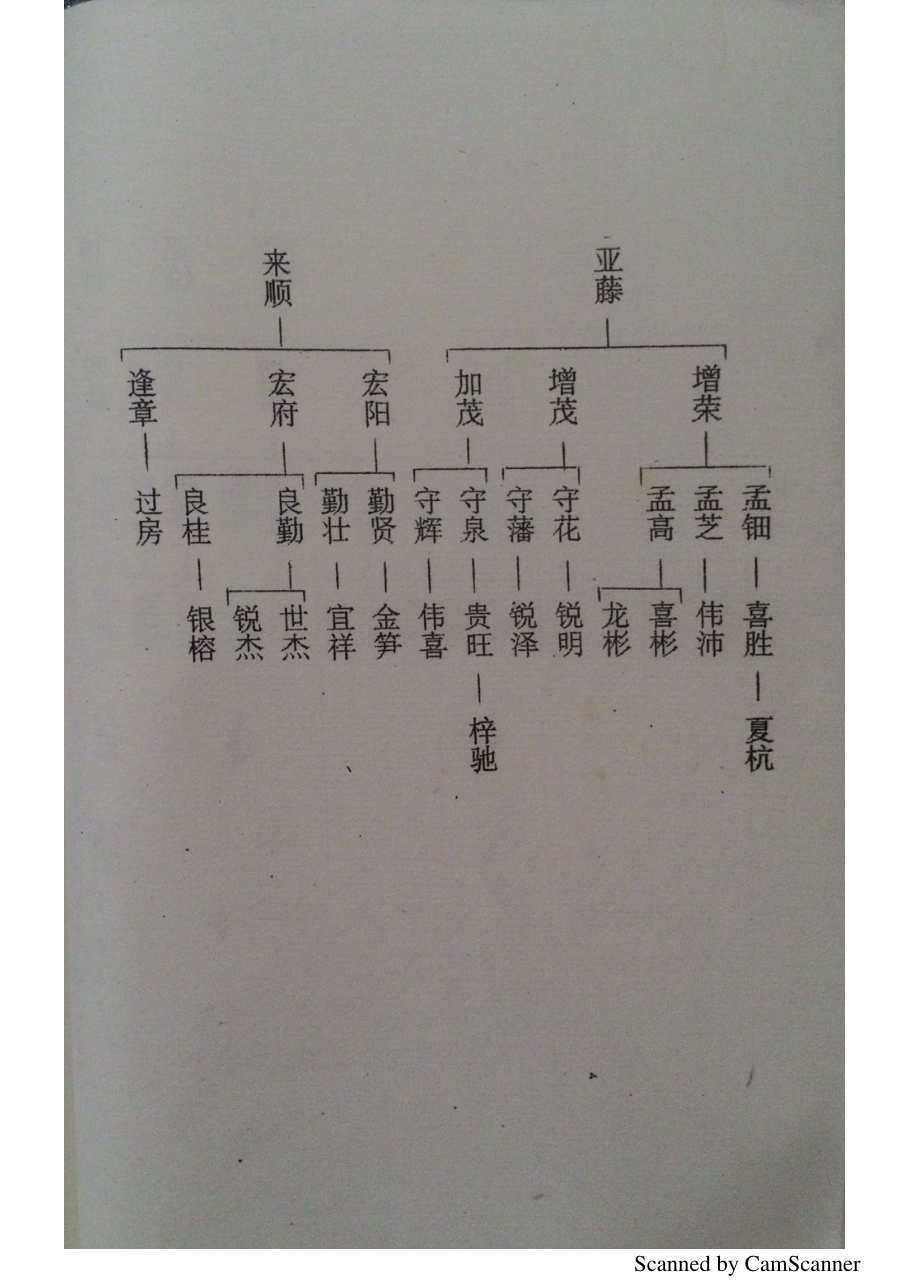 亚藤
来顺
增荣
增茂
加茂
宏阳
宏府
逢章
孟钿
孟芝
孟高
守花
守藩
守泉
守辉
勤贤
勤壮
良勤
良桂
过房
喜胜
伟沛
喜彬
龙彬
锐明
锐泽
贵旺
伟喜
金笋
宜祥
世杰
锐杰
银榕
夏杭
梓驰
Scanned by CamScanner